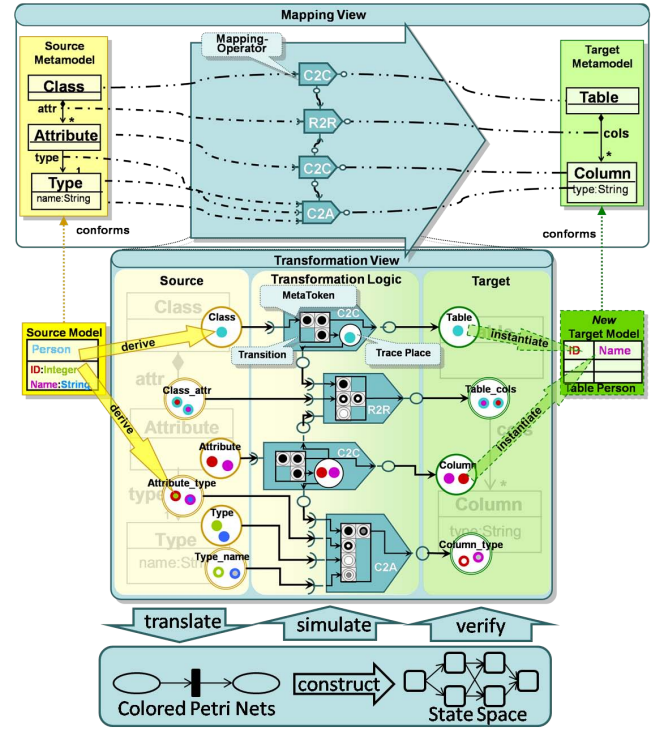 Mapping View
Source
Metamodel
Class
attr
*
Attribute
type
1
Type
name:String
conforms
Mapping-
Operator
C2C
R2R
C2C
C2A
Target
Metamodel
Table
cols
*
Column
type:String
conforms
Transformation View
Source
Transformation Logic
Target
Class
attr
Attribute
type
Type
name:String
Class
Class_attr
Attribute
Attribute_type
Type
Type_name
MetaToken
Transition
Trace Place
C2C
R2R
C2C
C2A
Table
Table_cols
Column
Column_type
cols
*
Column
type:String
Source Model
Person
ID:Integer
Name:String
derive
derive
New
Target Model
ID Name
Table Person
instantiate
instantiate
translate
simulate
verify
Colored Petri Nets
construct
State Space